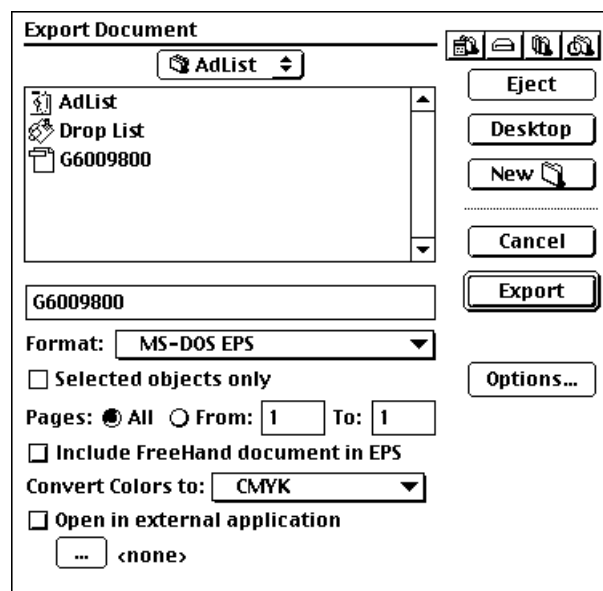 Export Document
AdList
AdList
Drop List
G6009800
Eject
Desktop
New
Cancel
Export
G6009800
Format: MS-DOS EPS
Selected objects only
Options...
Pages: All From: 1 To: 1
Include FreeHand document in EPS
Convert Colors to: CMYK
Open in external application
... <none>